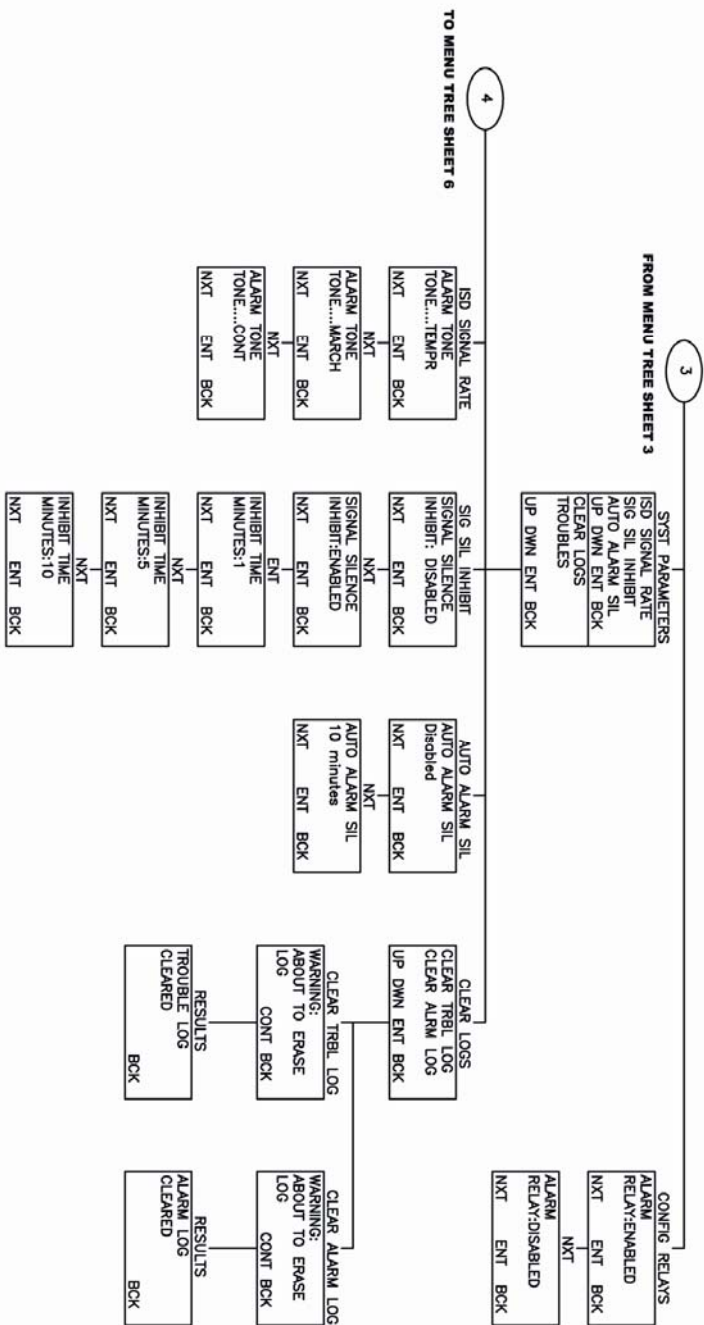 3
FROM MENU TREE SHEET 3
SYST PARAMETERS
ISD SIGNAL RATE
SIG SIL INHIBIT
AUTO ALARM SIL
UP DWN ENT BCK
CLEAR LOGS
TROUBLES
UP DWN ENT BCK
CONFIG RELAYS
ALARM
RELAY:ENABLED
NXT ENT BCK
NXT
ALARM
RELAY:DISABLED
NXT ENT BCK
4
TO MENU TREE SHEET 6
ISD SIGNAL RATE
ALARM TONE
TONE....TEMPR
NXT ENT BCK
NXT
ALARM TONE
TONE....MARCH
NXT ENT BCK
NXT
ALARM TONE
TONE....CONT
NXT ENT BCK
SIG SIL INHIBIT
SIGNAL SILENCE
INHIBIT: DISABLED
NXT ENT BCK
NXT
SIGNAL SILENCE
INHIBIT:ENABLED
NXT ENT BCK
ENT
INHIBIT TIME
MINUTES:1
NXT ENT BCK
NXT
INHIBIT TIME
MINUTES:5
NXT ENT BCK
NXT
INHIBIT TIME
MINUTES:10
NXT ENT BCK
AUTO ALARM SIL
AUTO ALARM SIL
Disabled
NXT ENT BCK
NXT
AUTO ALARM SIL
10 minutes
NXT ENT BCK
CLEAR LOGS
CLEAR TRBL LOG
CLEAR ALRM LOG
UP DWN ENT BCK
CLEAR TRBL LOG
WARNING:
ABOUT TO ERASE
LOG
CONT BCK
RESULTS
TROUBLE LOG
CLEARED
BCK
CLEAR ALARM LOG
WARNING:
ABOUT TO ERASE
LOG
CONT BCK
RESULTS
ALARM LOG
CLEARED
BCK